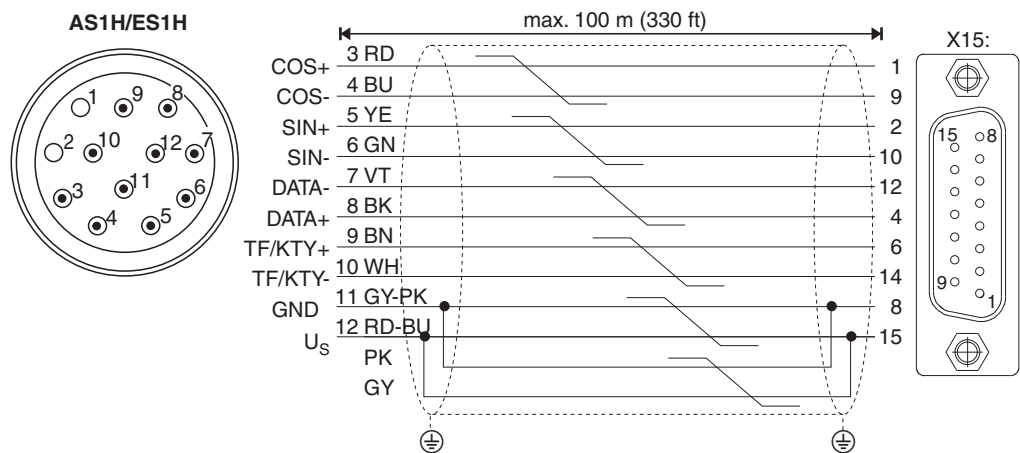 AS1H/ES1H
max. 100 m (330 ft)
X15:
1 9 8
2 10 12 7
3 11 6
4 5
COS+ 3 RD 1
COS- 4 BU 9
SIN+ 5 YE 2
SIN- 6 GN 10
DATA- 7 VT 12
DATA+ 8 BK 4
TF/KTY+ 9 BN 6
TF/KTY- 10 WH 14
GND 11 GY-PK 8
US 12 RD-BU 15
PK
GY
15 8
9 1